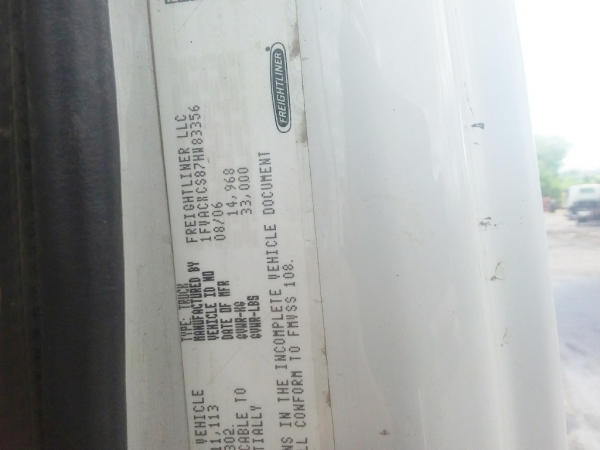 FREIGHTLINER
TYPE: TRUCK
MANUFACTURED BY FREIGHTLINER LLC
VEHICLE ID NO 1FVACXCS87HW83356
DATE OF MFR 08/06
GVWR-KG 14,968
GVWR-LBS 33,000
VEHICLE
11,113
302.
CABLE TO
TIALLY
NS IN THE INCOMPLETE VEHICLE DOCUMENT
LL CONFORM TO FMVSS 108.